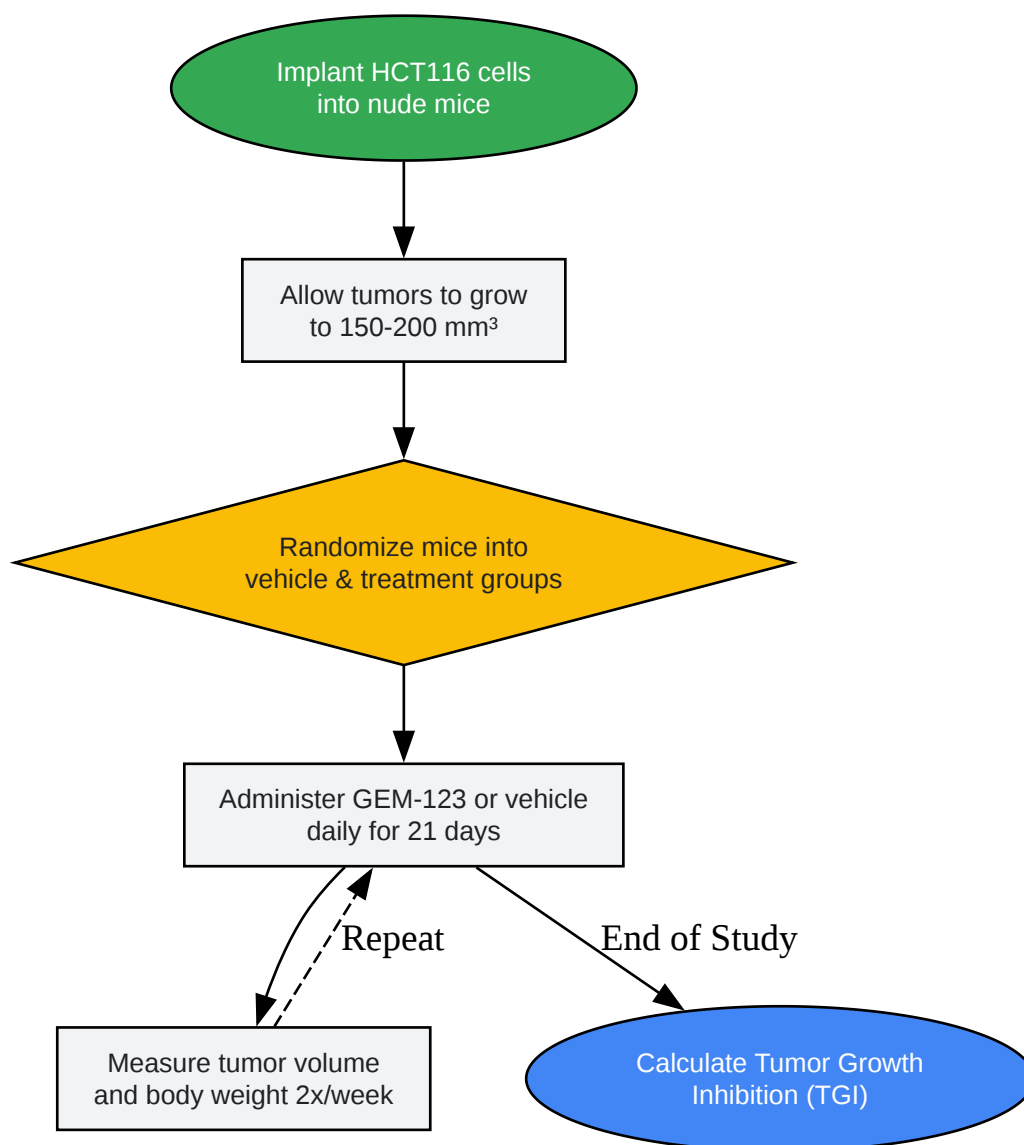 Implant HCT116 cells
into nude mice
Allow tumors to grow
to 150-200 mm³
Randomize mice into
vehicle & treatment groups
Administer GEM-123 or vehicle
daily for 21 days
Repeat
End of Study
Measure tumor volume
and body weight 2x/week
Calculate Tumor Growth
Inhibition (TGI)